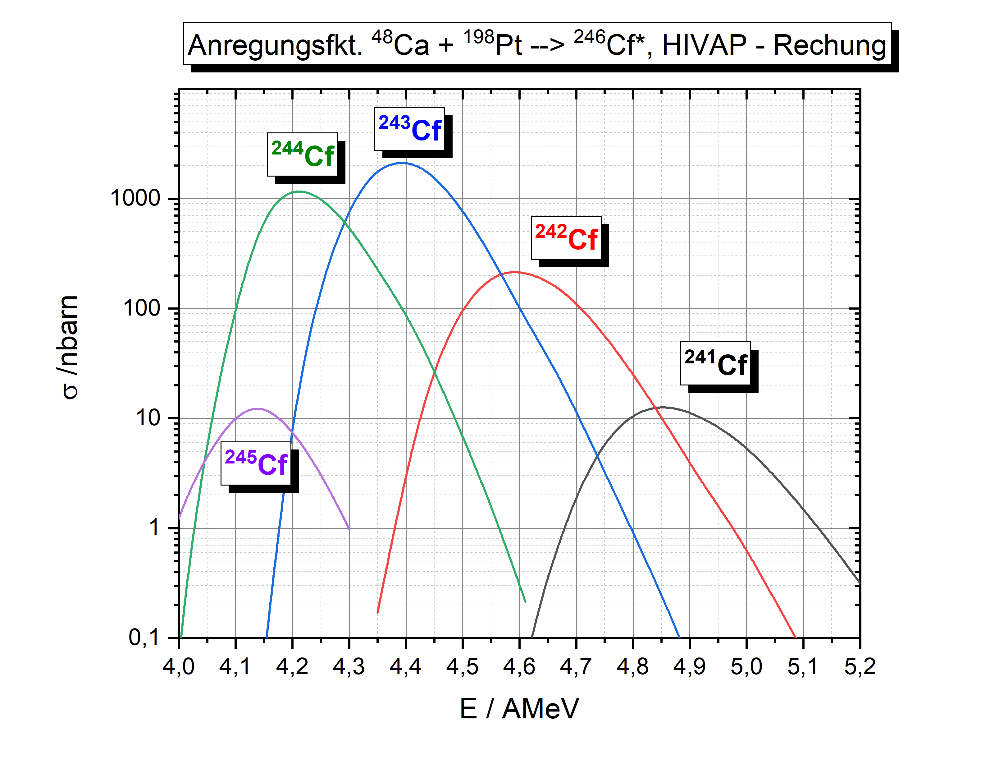 Anregungsfkt. ⁴⁸Ca + ¹⁹⁸Pt --> ²⁴⁶Cf*, HIVAP - Rechung
²⁴³Cf
²⁴⁴Cf
²⁴²Cf
²⁴¹Cf
²⁴⁵Cf
σ /nbarn
1000
100
10
1
0,1
4,0 4,1 4,2 4,3 4,4 4,5 4,6 4,7 4,8 4,9 5,0 5,1 5,2
E / AMeV